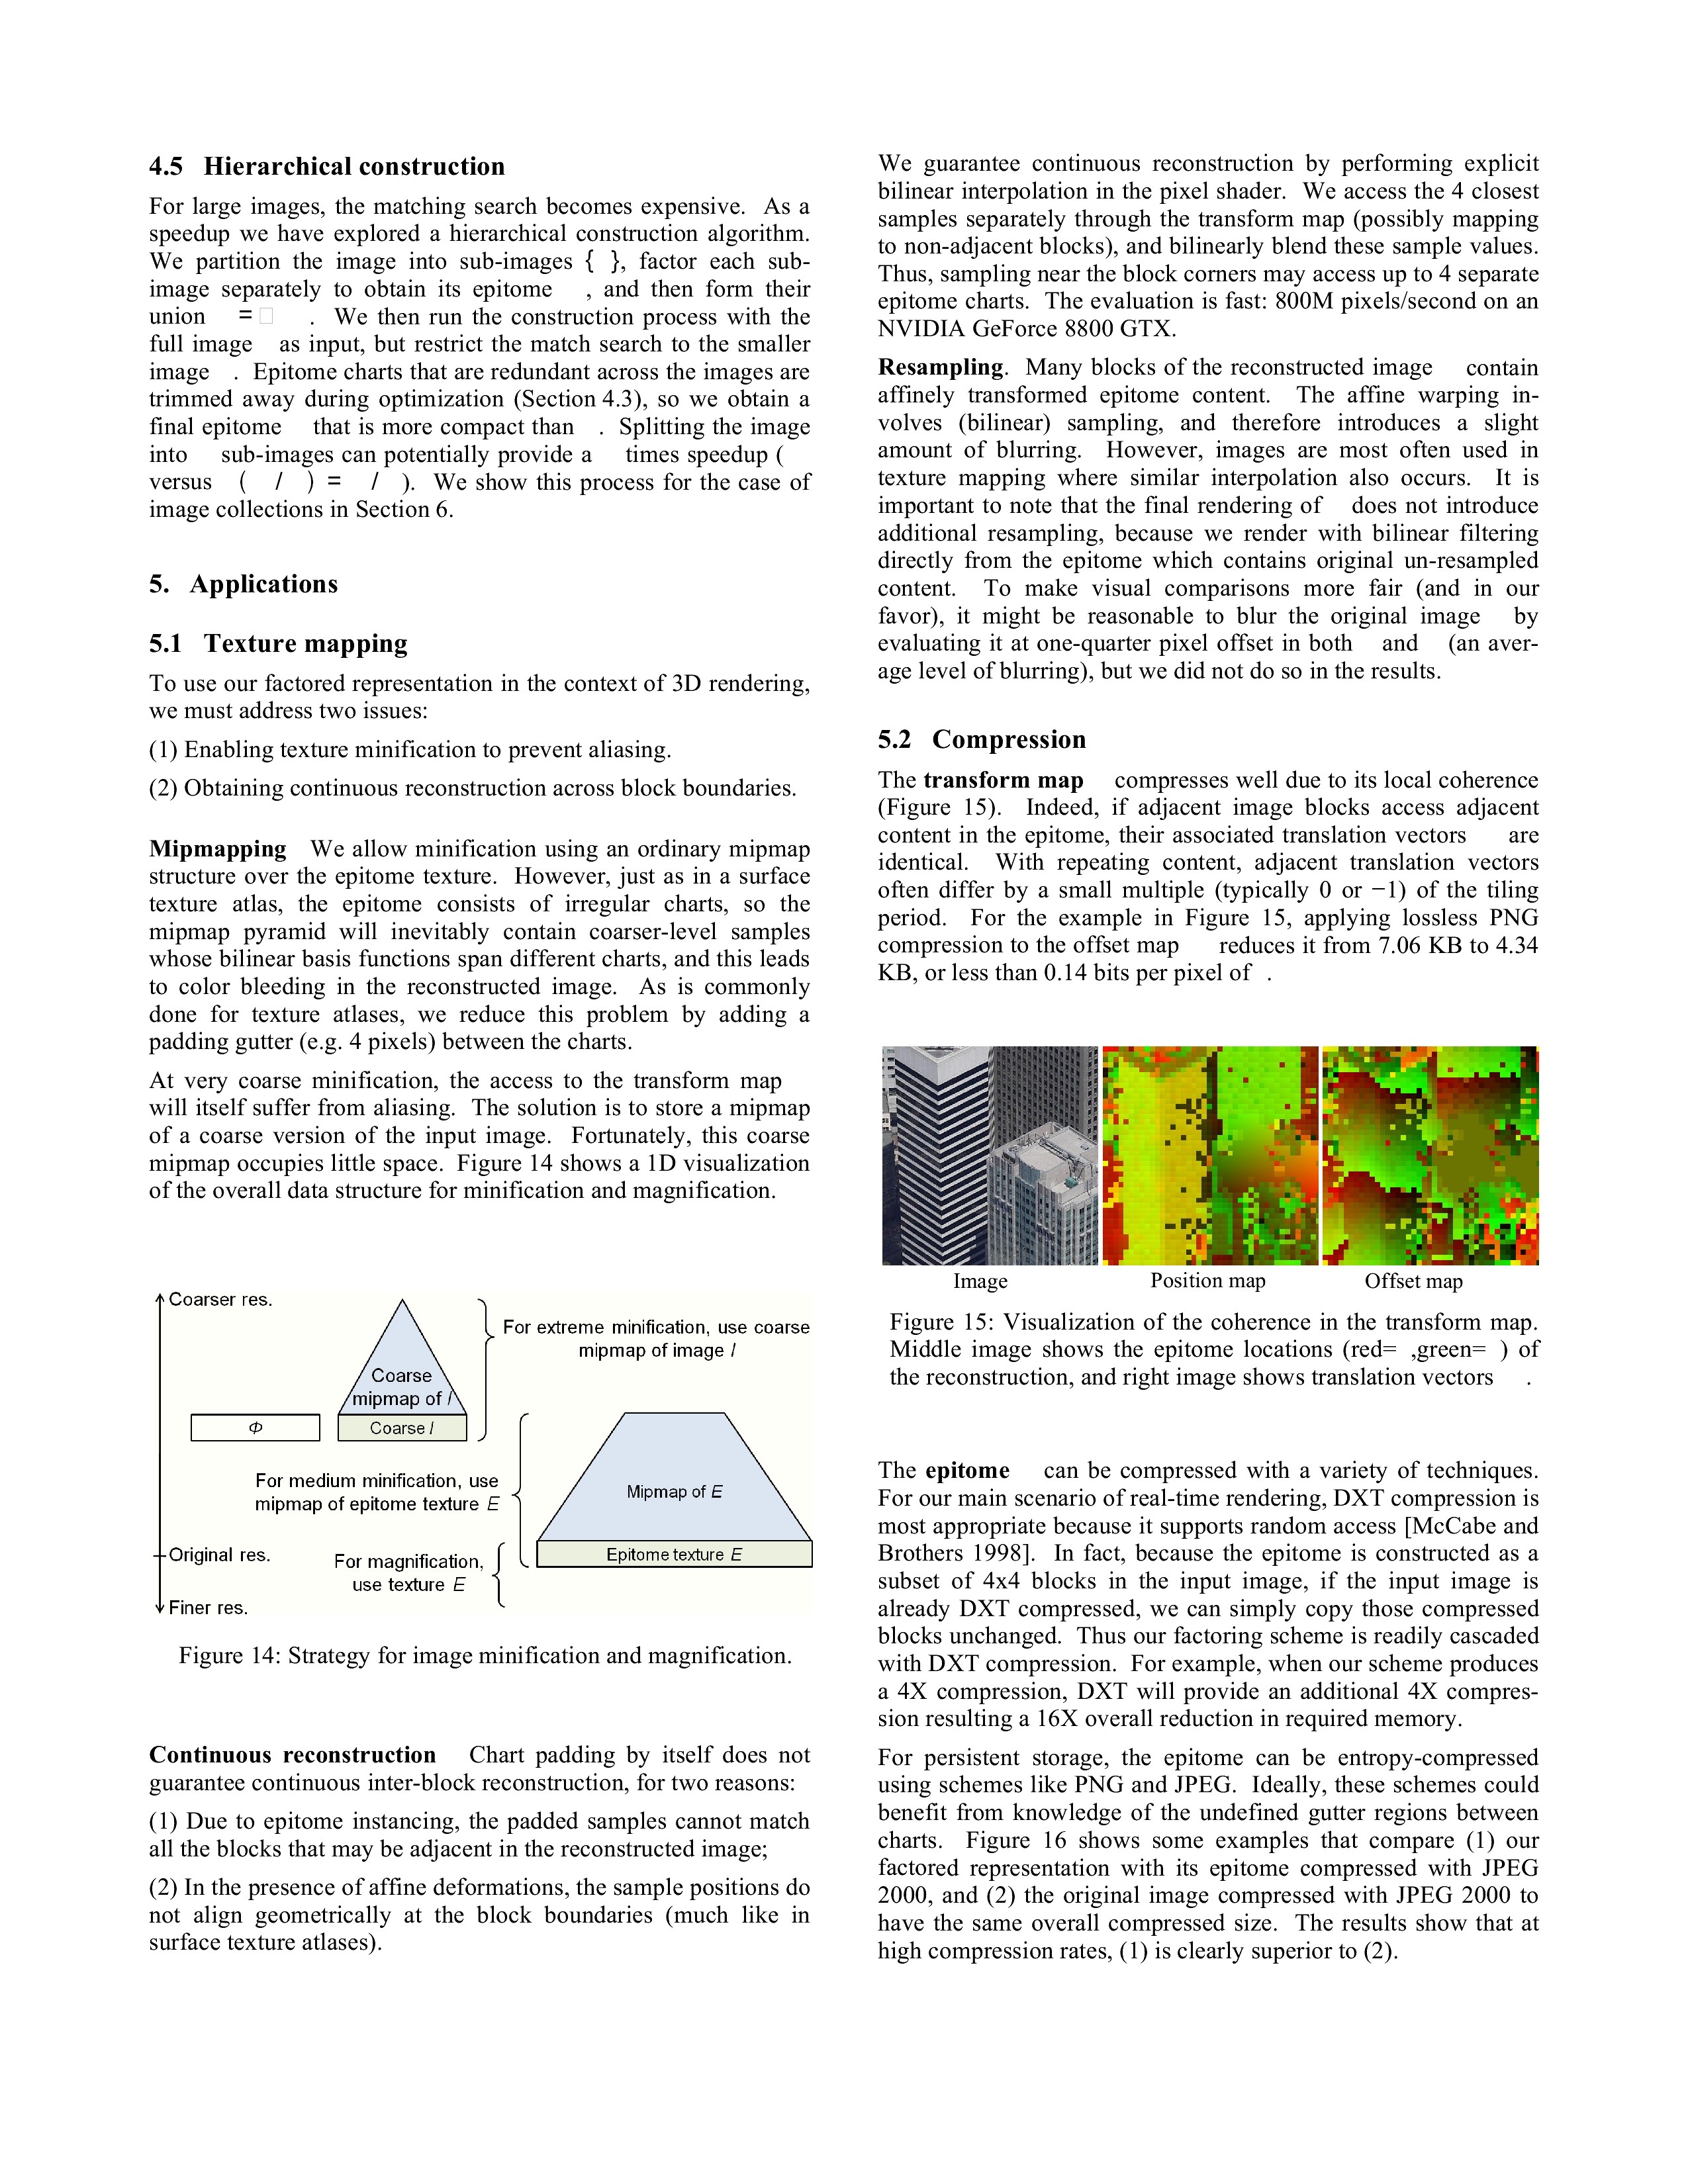 4.5 Hierarchical construction
For large images, the matching search becomes expensive. As a
speedup we have explored a hierarchical construction algorithm.
We partition the image into sub-images { }, factor each sub-
image separately to obtain its epitome , and then form their
union = □ . We then run the construction process with the
full image as input, but restrict the match search to the smaller
image . Epitome charts that are redundant across the images are
trimmed away during optimization (Section 4.3), so we obtain a
final epitome that is more compact than . Splitting the image
into sub-images can potentially provide a times speedup (
versus ( / ) = / ). We show this process for the case of
image collections in Section 6.
5. Applications
5.1 Texture mapping
To use our factored representation in the context of 3D rendering,
we must address two issues:
(1) Enabling texture minification to prevent aliasing.
(2) Obtaining continuous reconstruction across block boundaries.
Mipmapping We allow minification using an ordinary mipmap
structure over the epitome texture. However, just as in a surface
texture atlas, the epitome consists of irregular charts, so the
mipmap pyramid will inevitably contain coarser-level samples
whose bilinear basis functions span different charts, and this leads
to color bleeding in the reconstructed image. As is commonly
done for texture atlases, we reduce this problem by adding a
padding gutter (e.g. 4 pixels) between the charts.
At very coarse minification, the access to the transform map
will itself suffer from aliasing. The solution is to store a mipmap
of a coarse version of the input image. Fortunately, this coarse
mipmap occupies little space. Figure 14 shows a 1D visualization
of the overall data structure for minification and magnification.
Coarser res.
For extreme minification, use coarse
mipmap of image I
Coarse
mipmap of I
Φ
Coarse I
For medium minification, use
mipmap of epitome texture E
Mipmap of E
Original res.
For magnification,
use texture E
Epitome texture E
Finer res.
Figure 14: Strategy for image minification and magnification.
Continuous reconstruction Chart padding by itself does not
guarantee continuous inter-block reconstruction, for two reasons:
(1) Due to epitome instancing, the padded samples cannot match
all the blocks that may be adjacent in the reconstructed image;
(2) In the presence of affine deformations, the sample positions do
not align geometrically at the block boundaries (much like in
surface texture atlases).
We guarantee continuous reconstruction by performing explicit
bilinear interpolation in the pixel shader. We access the 4 closest
samples separately through the transform map (possibly mapping
to non-adjacent blocks), and bilinearly blend these sample values.
Thus, sampling near the block corners may access up to 4 separate
epitome charts. The evaluation is fast: 800M pixels/second on an
NVIDIA GeForce 8800 GTX.
Resampling. Many blocks of the reconstructed image contain
affinely transformed epitome content. The affine warping in-
volves (bilinear) sampling, and therefore introduces a slight
amount of blurring. However, images are most often used in
texture mapping where similar interpolation also occurs. It is
important to note that the final rendering of does not introduce
additional resampling, because we render with bilinear filtering
directly from the epitome which contains original un-resampled
content. To make visual comparisons more fair (and in our
favor), it might be reasonable to blur the original image by
evaluating it at one-quarter pixel offset in both and (an aver-
age level of blurring), but we did not do so in the results.
5.2 Compression
The transform map compresses well due to its local coherence
(Figure 15). Indeed, if adjacent image blocks access adjacent
content in the epitome, their associated translation vectors are
identical. With repeating content, adjacent translation vectors
often differ by a small multiple (typically 0 or −1) of the tiling
period. For the example in Figure 15, applying lossless PNG
compression to the offset map reduces it from 7.06 KB to 4.34
KB, or less than 0.14 bits per pixel of .
Image
Position map
Offset map
Figure 15: Visualization of the coherence in the transform map.
Middle image shows the epitome locations (red= ,green= ) of
the reconstruction, and right image shows translation vectors .
The epitome can be compressed with a variety of techniques.
For our main scenario of real-time rendering, DXT compression is
most appropriate because it supports random access [McCabe and
Brothers 1998]. In fact, because the epitome is constructed as a
subset of 4x4 blocks in the input image, if the input image is
already DXT compressed, we can simply copy those compressed
blocks unchanged. Thus our factoring scheme is readily cascaded
with DXT compression. For example, when our scheme produces
a 4X compression, DXT will provide an additional 4X compres-
sion resulting a 16X overall reduction in required memory.
For persistent storage, the epitome can be entropy-compressed
using schemes like PNG and JPEG. Ideally, these schemes could
benefit from knowledge of the undefined gutter regions between
charts. Figure 16 shows some examples that compare (1) our
factored representation with its epitome compressed with JPEG
2000, and (2) the original image compressed with JPEG 2000 to
have the same overall compressed size. The results show that at
high compression rates, (1) is clearly superior to (2).